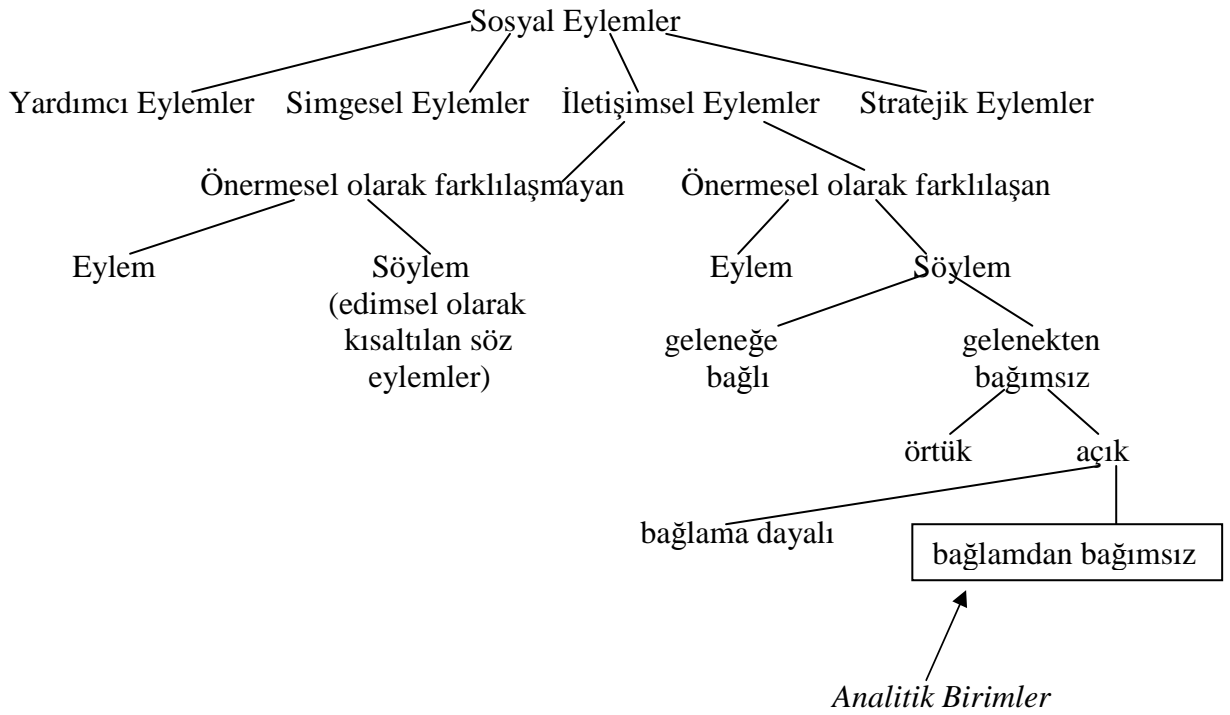 Sosyal Eylemler
Yardımcı Eylemler Simgesel Eylemler İletişimsel Eylemler Stratejik Eylemler
Önermesel olarak farklılaşmayan Önermesel olarak farklılaşan
Eylem Söylem Eylem Söylem
(edimsel olarak
kısaltılan söz
eylemler)
geleneğe
bağlı
gelenekten
bağımsız
örtük açık
bağlama dayalı
bağlamdan bağımsız
Analitik Birimler